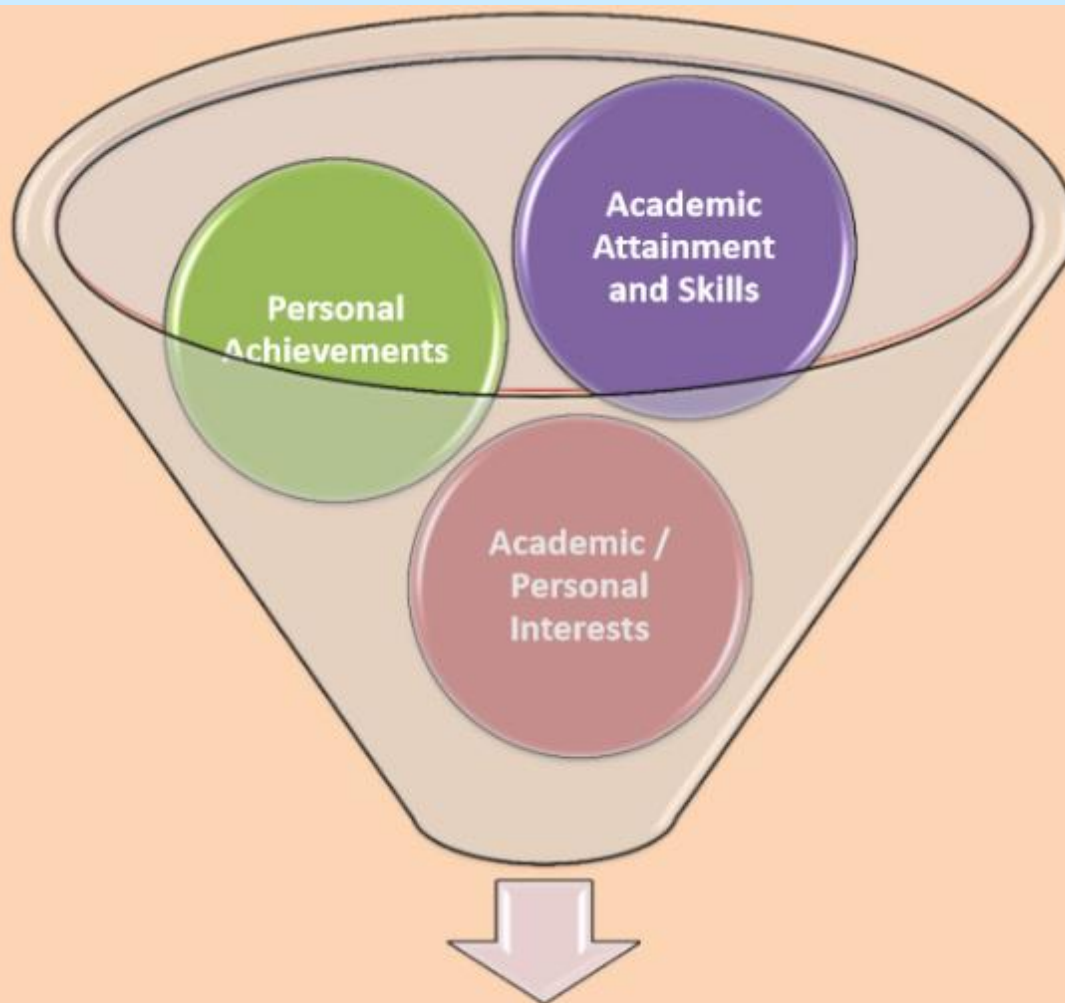 Personal
Achievements
Academic
Attainment
and Skills
Academic /
Personal
Interests